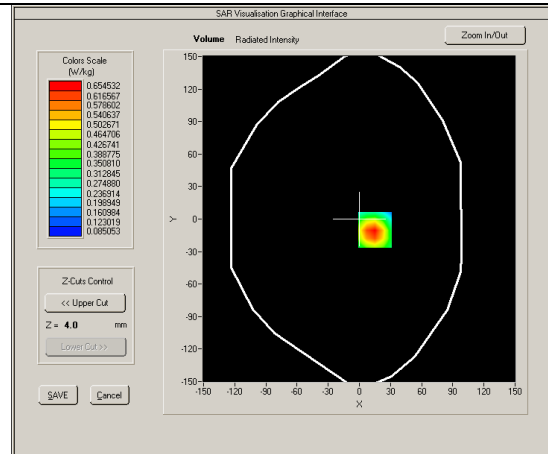 SAR Visualisation Graphical Interface
Volume Radiated Intensity
Zoom In/Out
Colors Scale
(W/kg)
0.654532
0.616567
0.578602
0.540637
0.502671
0.464706
0.426741
0.388775
0.350810
0.312845
0.274880
0.236914
0.198949
0.160984
0.123019
0.085053
Z-Cuts Control
<< Upper Cut
Z = 4.0 mm
Lower Cut >>
SAVE
Cancel
150
120
90
60
30
0
-30
-60
-90
-120
-150
Y
-150 -120 -90 -60 -30 0 30 60 90 120 150
X